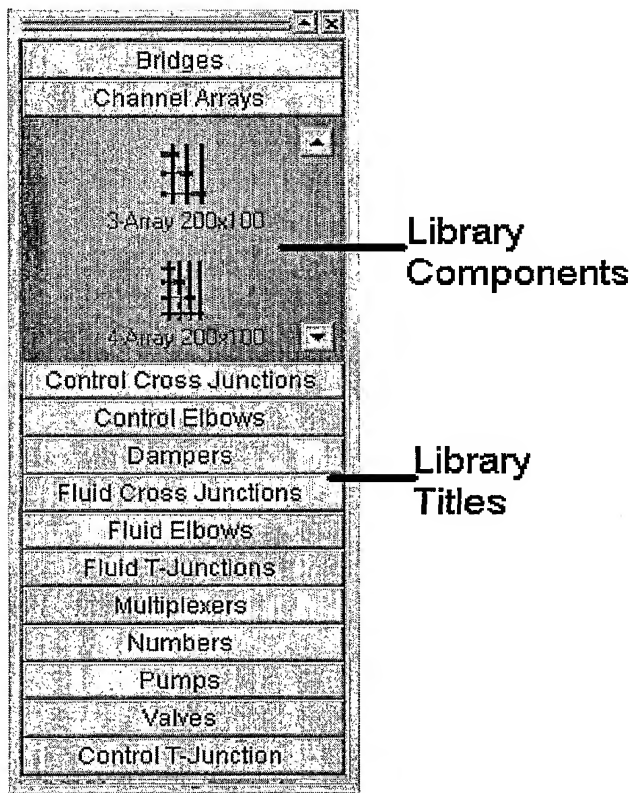 Bridges
Channel Arrays
3-Array 200x100
4-Array 200x100
Library
Components
Control Cross Junctions
Control Elbows
Dampers
Library
Titles
Fluid Cross Junctions
Fluid Elbows
Fluid T-Junctions
Multiplexers
Numbers
Pumps
Valves
Control T-Junction